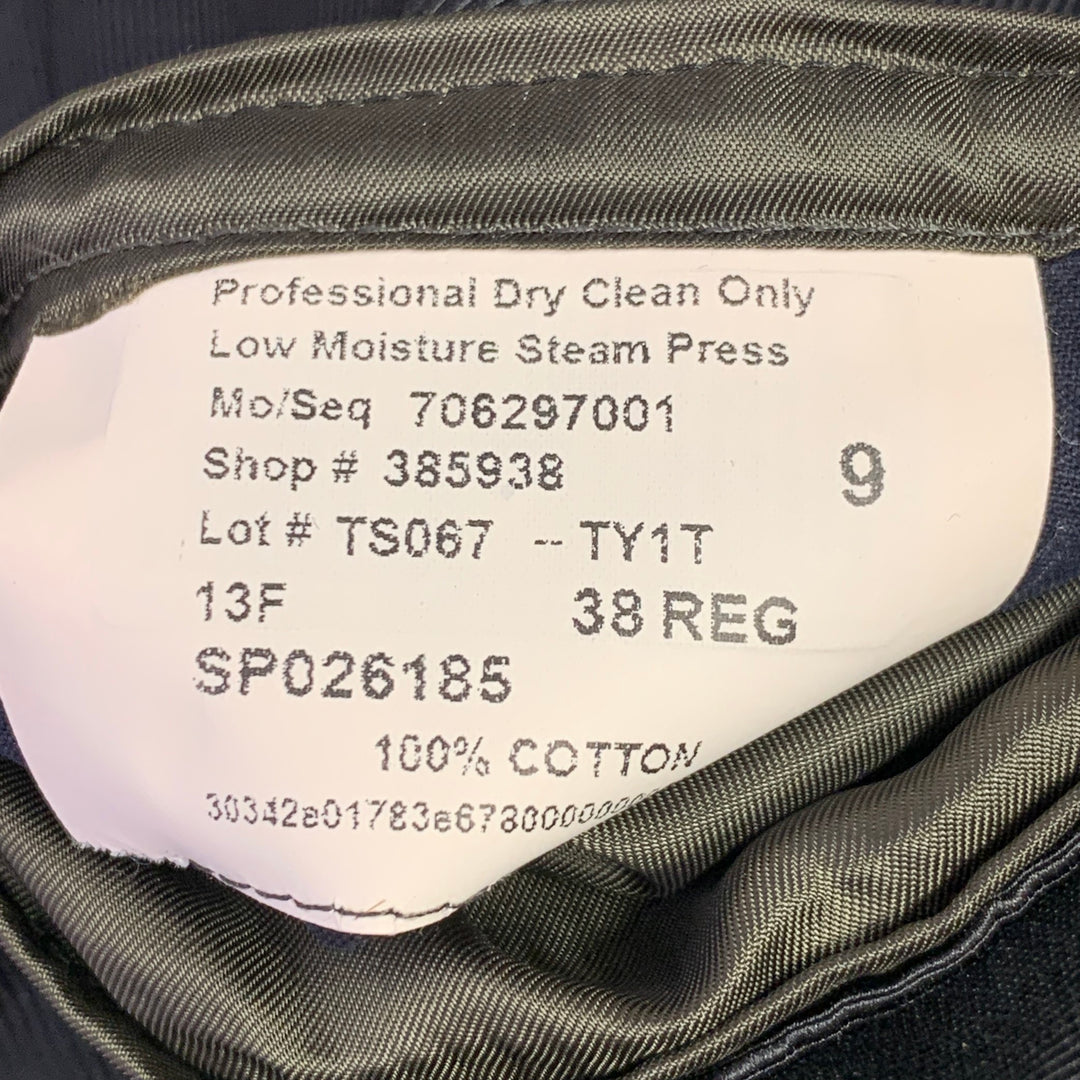 Professional Dry Clean Only
Low Moisture Steam Press
Mo/Seq 706297001
Shop # 385938
9
Lot # TS067 -- TY1T
13F 38 REG
SP026185
100% COTTON